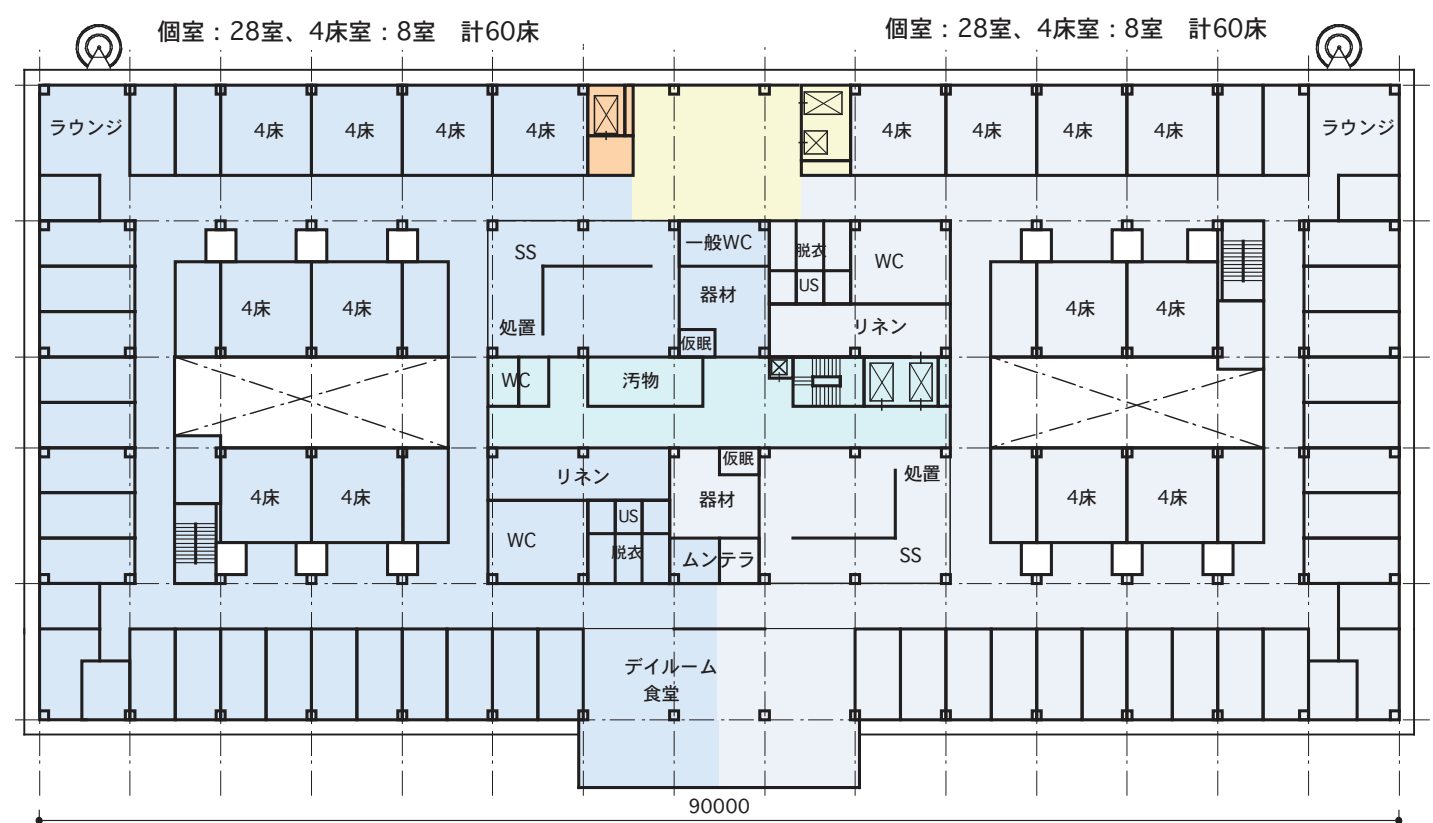 個室：28室、4床室：8室　計60床
個室：28室、4床室：8室　計60床
ラウンジ
4床
4床
4床
4床
4床
4床
4床
4床
ラウンジ
SS
一般WC
脱衣
WC
器材
US
4床
4床
処置
仮眠
リネン
4床
4床
WC
汚物
リネン
仮眠
処置
4床
4床
器材
4床
4床
US
WC
脱衣
ムンテラ
SS
デイルーム
食堂
90000